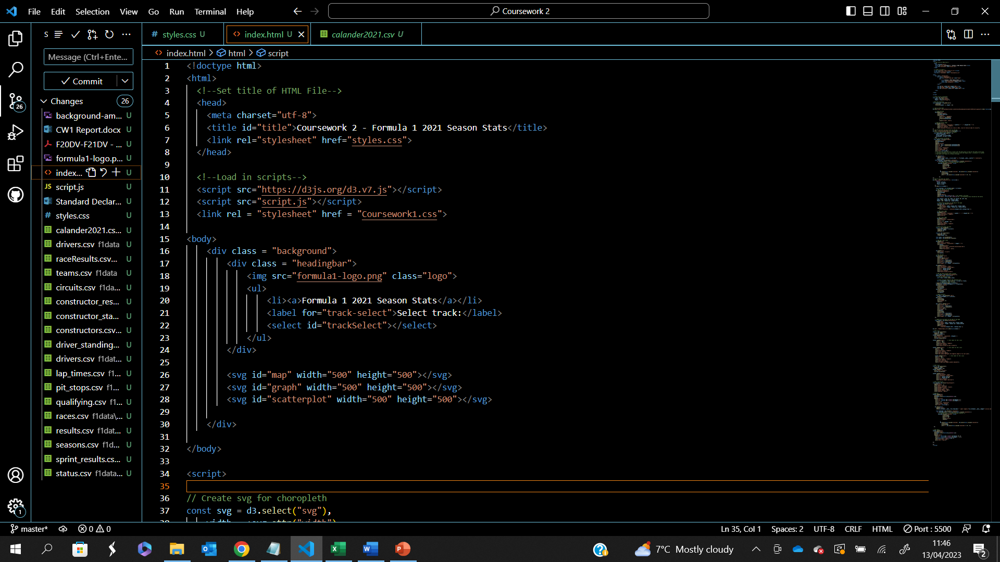 File Edit Selection View Go Run Terminal Help
Coursework 2
S
Message (Ctrl+Ente...
Commit
Changes 26
background-am... U
CW1 Report.docx U
F20DV-F21DV - ... U
formula1-logo.p... U
index... U
script.js U
Standard Declar... U
styles.css U
calander2021.cs... U
drivers.csv f1data U
raceResults.csv... U
teams.csv f1data U
circuits.csv f1da... U
constructor_res... U
constructor_sta... U
constructors.csv... U
driver_standing... U
drivers.csv f1dat... U
lap_times.csv f1... U
pit_stops.csv f1... U
qualifying.csv f1... U
races.csv f1data\... U
results.csv f1dat... U
seasons.csv f1d... U
sprint_results.cs... U
status.csv f1data... U
26
1
styles.css U
index.html U
calander2021.csv U
index.html > html > script
1 <!doctype html>
2 <html>
3 <!--Set title of HTML File-->
4 <head>
5 <meta charset="utf-8">
6 <title id="title">Coursework 2 - Formula 1 2021 Season Stats</title>
7 <link rel="stylesheet" href="styles.css">
8 </head>
9
10 <!--Load in scripts-->
11 <script src="https://d3js.org/d3.v7.js"></script>
12 <script src="script.js"></script>
13 <link rel = "stylesheet" href = "Coursework1.css">
14
15 <body>
16 <div class = "background">
17 <div class = "headingbar">
18 <img src="formula1-logo.png" class="logo">
19 <ul>
20 <li><a>Formula 1 2021 Season Stats</a></li>
21 <label for="track-select">Select track:</label>
22 <select id="trackSelect"></select>
23 </ul>
24 </div>
25
26 <svg id="map" width="500" height="500"></svg>
27 <svg id="graph" width="500" height="500"></svg>
28 <svg id="scatterplot" width="500" height="500"></svg>
29
30 </div>
31
32 </body>
33
34 <script>
35
36 // Create svg for choropleth
37 const svg = d3.select("svg"),
master* 0 0
Ln 35, Col 1 Spaces: 2 UTF-8 CRLF HTML Port : 5500
7°C Mostly cloudy
11:46
13/04/2023
2